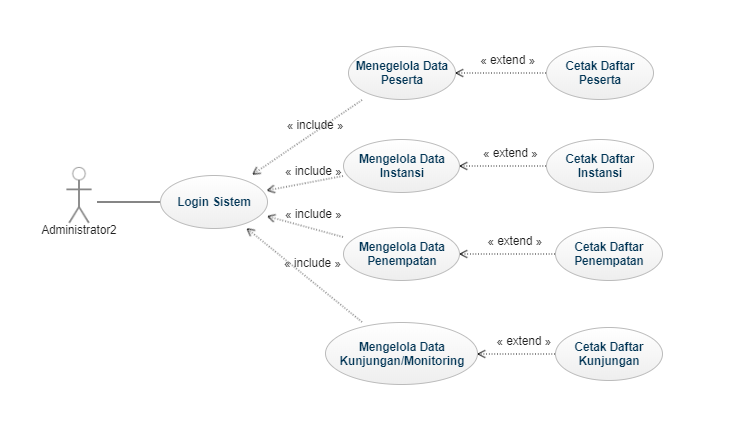 Menegelola Data
Peserta
« extend »
Cetak Daftar
Peserta
« include »
Mengelola Data
Instansi
« extend »
Cetak Daftar
Instansi
« include »
Administrator2
Login Sistem
« include »
Mengelola Data
Penempatan
« extend »
Cetak Daftar
Penempatan
« include »
Mengelola Data
Kunjungan/Monitoring
« extend »
Cetak Daftar
Kunjungan